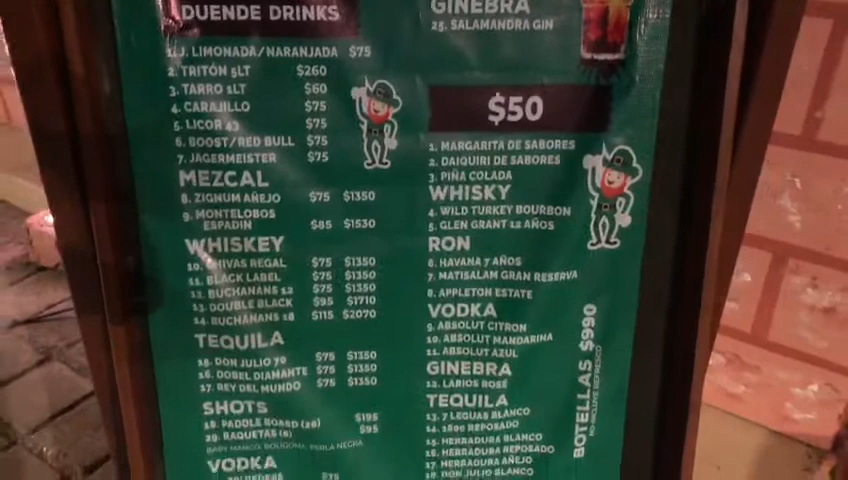 DUENDE DRINKS
1. J. LIMONADA/NARANJADA $75
2. TRITÓN 5LT $260
3. TARRO 1LT $60
4. CARAJILLO $75
5. LICOR 43 $75
6. BOOST/RED BULL $75
7. JAGERMEISTER $75
MEZCAL
8. ZIGNUM AÑEJO $75 $1350
9. MONTELOBOS
ESPADIN $85 $1530
WHISKEY
10. CHIVAS REGAL $75 $1350
11. BLACK LABEL $75 $1350
12. BUCHANANS 12 $75 $1350
13. DOUBLE BLACK $95 $1710
14. BUCHANANS 18 $115 $2070
TEQUILA
15. DON JULIO 70 $75 $1350
16. DOBEL DIAMANTE $75 $1350
17. REY DEL MUNDO $75 $1350
SHOTS
PADDLE BOARD $195
RAQUETAS (6) $95
PERLA NEGRA
VODKA
$75
GINEBRA
25. SALAMANDRA GIN
$50
1. MARGARITA DE SABORES
2. DAIQUIRI DE SABORES
3. PIÑA COLADA
WHISKY
4. WILD TURKEY BOURBON
5. GLEN GRANT 12 AÑOS
RON
6. HAVANA 7 AÑOS
7. MATISALAM GRAN RESERVA
8. APPLETON ESTATE
VODKA
9. ABSOLUT CITRON
10. ABSOLUT MANDARINA
11. ABSOLUT AZUL
GINEBRA
12. LARIOS ROSÉ
TEQUILA
13. 7 LEGUAS BLANCO
14. 1800 REPOSADO
15. HERRADURA BLANCO
16. HERRADURA REPOSADO
17. HERRADURA AÑEJO
18. DON JULIO BLANCO
BOTELLAS $990
NO INCLUYE REFRESCO